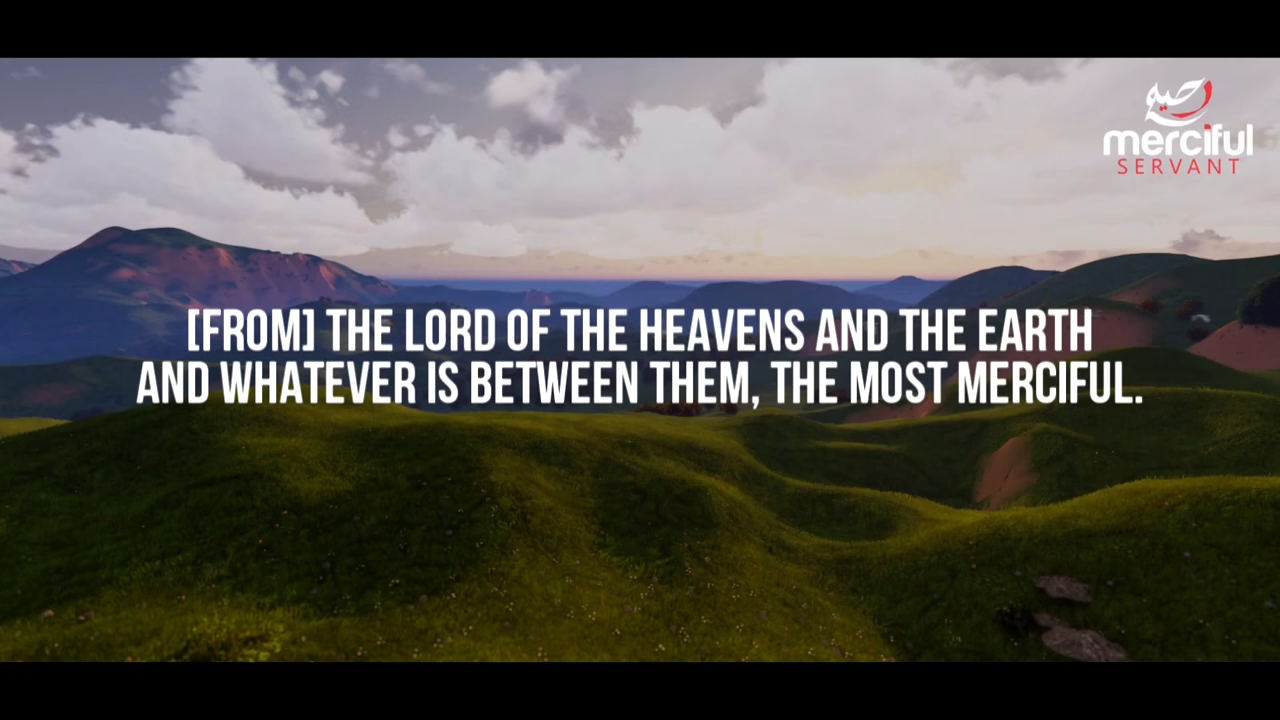 merciful
SERVANT
[FROM] THE LORD OF THE HEAVENS AND THE EARTH
AND WHATEVER IS BETWEEN THEM, THE MOST MERCIFUL.